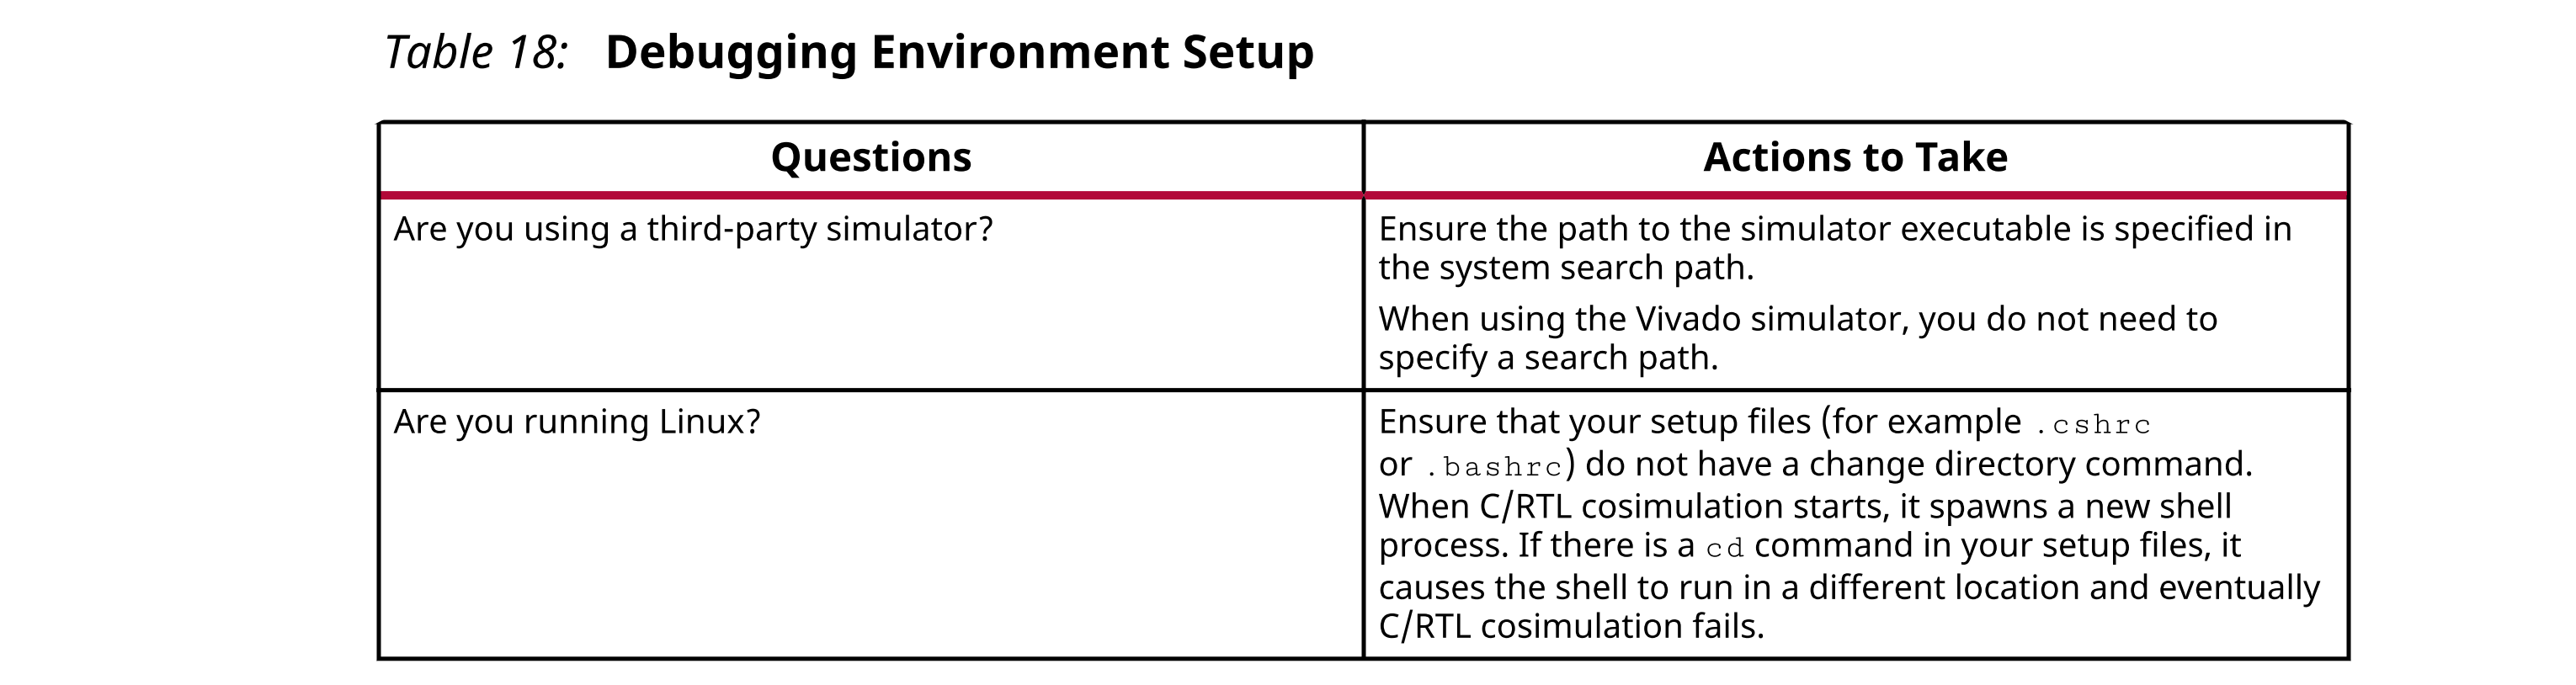 Table 18: Debugging Environment Setup
Questions
Actions to Take
Are you using a third-party simulator?
Ensure the path to the simulator executable is specified in
the system search path.
When using the Vivado simulator, you do not need to
specify a search path.
Are you running Linux?
Ensure that your setup files (for example .cshrc
or .bashrc) do not have a change directory command.
When C/RTL cosimulation starts, it spawns a new shell
process. If there is a cd command in your setup files, it
causes the shell to run in a different location and eventually
C/RTL cosimulation fails.